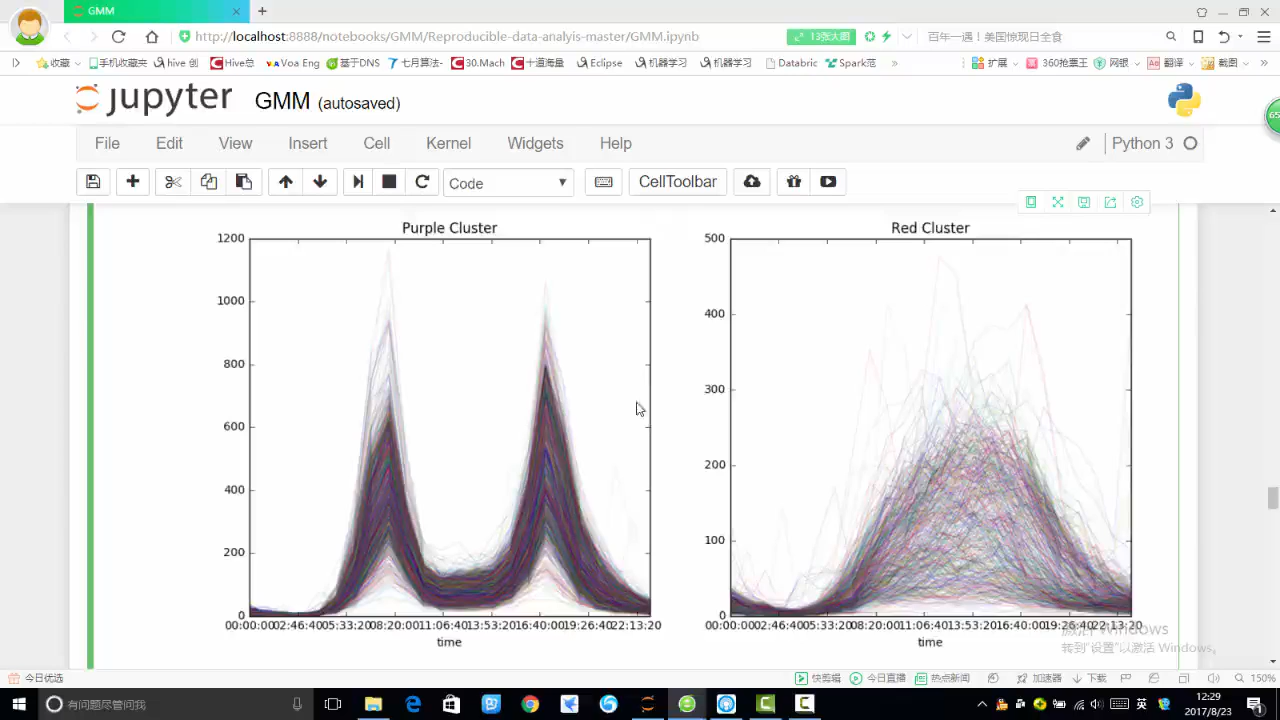 GMM
http://localhost:8888/notebooks/GMM/Reproducible-data-analyis-master/GMM.ipynb
13张大图
百年一遇！美国惊现日全食
收藏 手机收藏夹 hive 创 Hive总 Voa Eng 基于DNS 七月算法- 30.Mach 十道海量 Eclipse 机器学习 机器学习 Databric Spark范 » 扩展 360抢票王 网银 翻译 截图 »
jupyter GMM (autosaved)
65
File Edit View Insert Cell Kernel Widgets Help Python 3
Code CellToolbar
Purple Cluster
1200
1000
800
600
400
200
0
00:00:00 02:46:40 05:33:20 08:20:00 11:06:40 13:53:20 16:40:00 19:26:40 22:13:20
time
Red Cluster
500
400
300
200
100
0
00:00:00 02:46:40 05:33:20 08:20:00 11:06:40 13:53:20 16:40:00 19:26:40 22:13:20
time
激活 Windows
转到"设置"以激活 Windows。
今日优选 快剪辑 今日直播 热点新闻 加速器 下载 150%
有问题尽管问我
英
12:29
2017/8/23